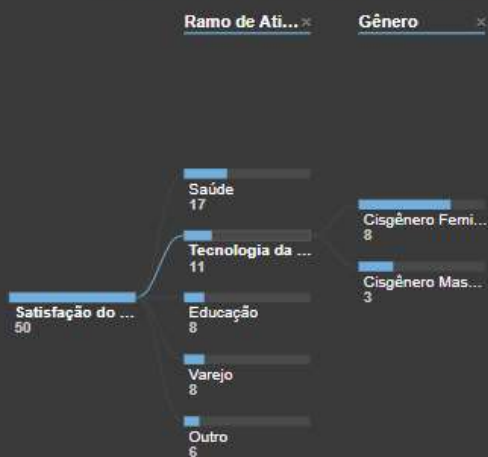 Ramo de Ati... ×
Gênero ×
Satisfação do ...
50
Saúde
17
Tecnologia da ...
11
Educação
8
Varejo
8
Outro
6
Cisgênero Femi...
8
Cisgênero Mas...
3